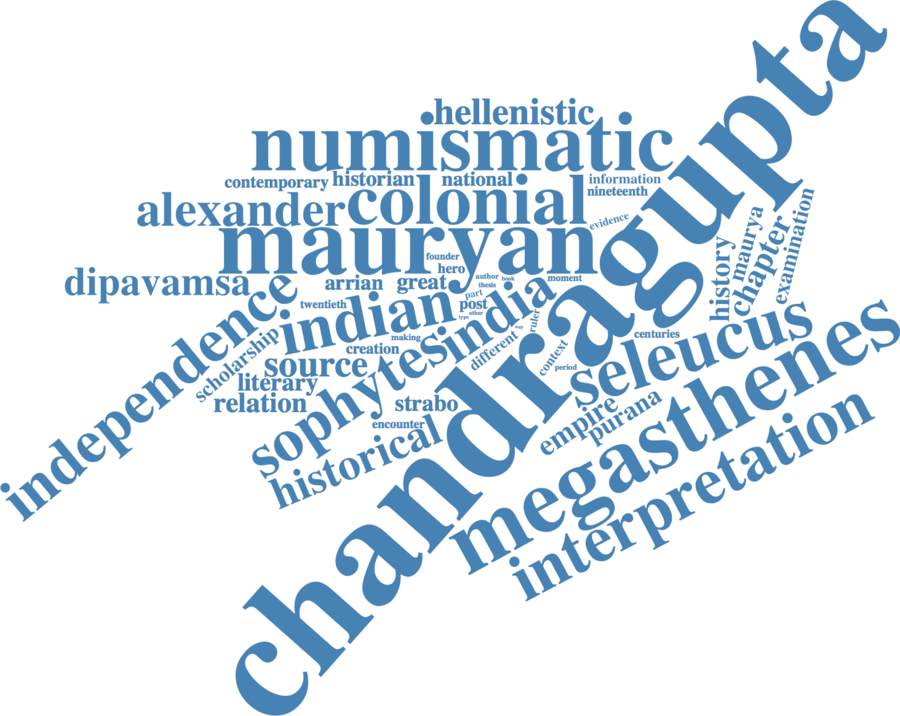 hellenistic
numismatic
contemporary
historian
national
information
nineteenth
alexander
colonial
evidence
mauryan
founder
hero
dipavamsa
arrian
great
author
book
thesis
moment
part
post
other
type
twentieth
independence
indian
india
sophytes
scholarship
making
creation
source
literary
relation
strabo
encounter
historical
different
way
ruler
context
period
centuries
chandragupta
history
maurya
chapter
examination
seleucus
empire
purana
megasthenes
interpretation